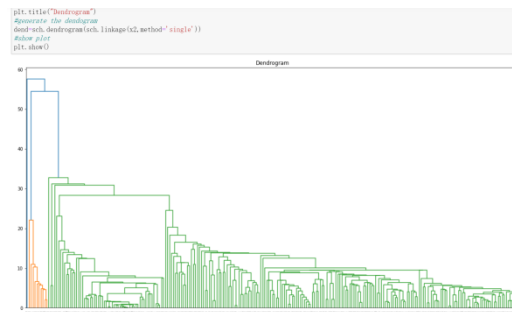 plt.title("Dendrogram")
#generate the dendogram
dend=sch.dendrogram(sch.linkage(x2,method='single'))
#show plot
plt.show()
Dendrogram
60
50
40
30
20
10
0